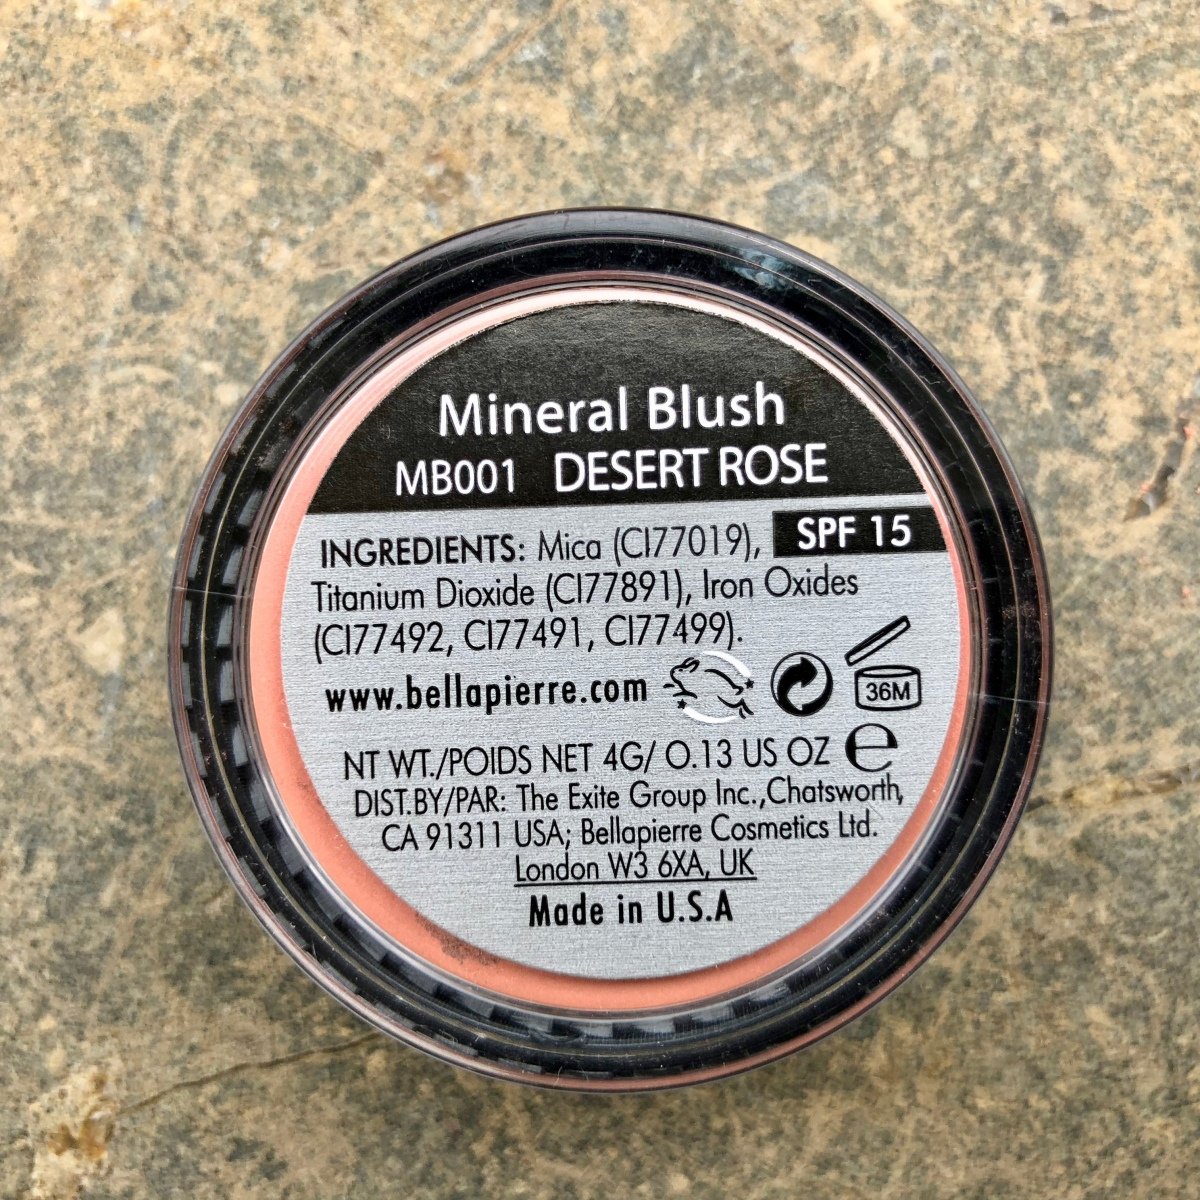 Mineral Blush
MB001 DESERT ROSE
INGREDIENTS: Mica (CI77019), SPF 15
Titanium Dioxide (CI77891), Iron Oxides
(CI77492, CI77491, CI77499).
www.bellapierre.com 36M
NT WT./POIDS NET 4G/ 0.13 US OZ e
DIST.BY/PAR: The Exite Group Inc.,Chatsworth,
CA 91311 USA; Bellapierre Cosmetics Ltd.
London W3 6XA, UK
Made in U.S.A